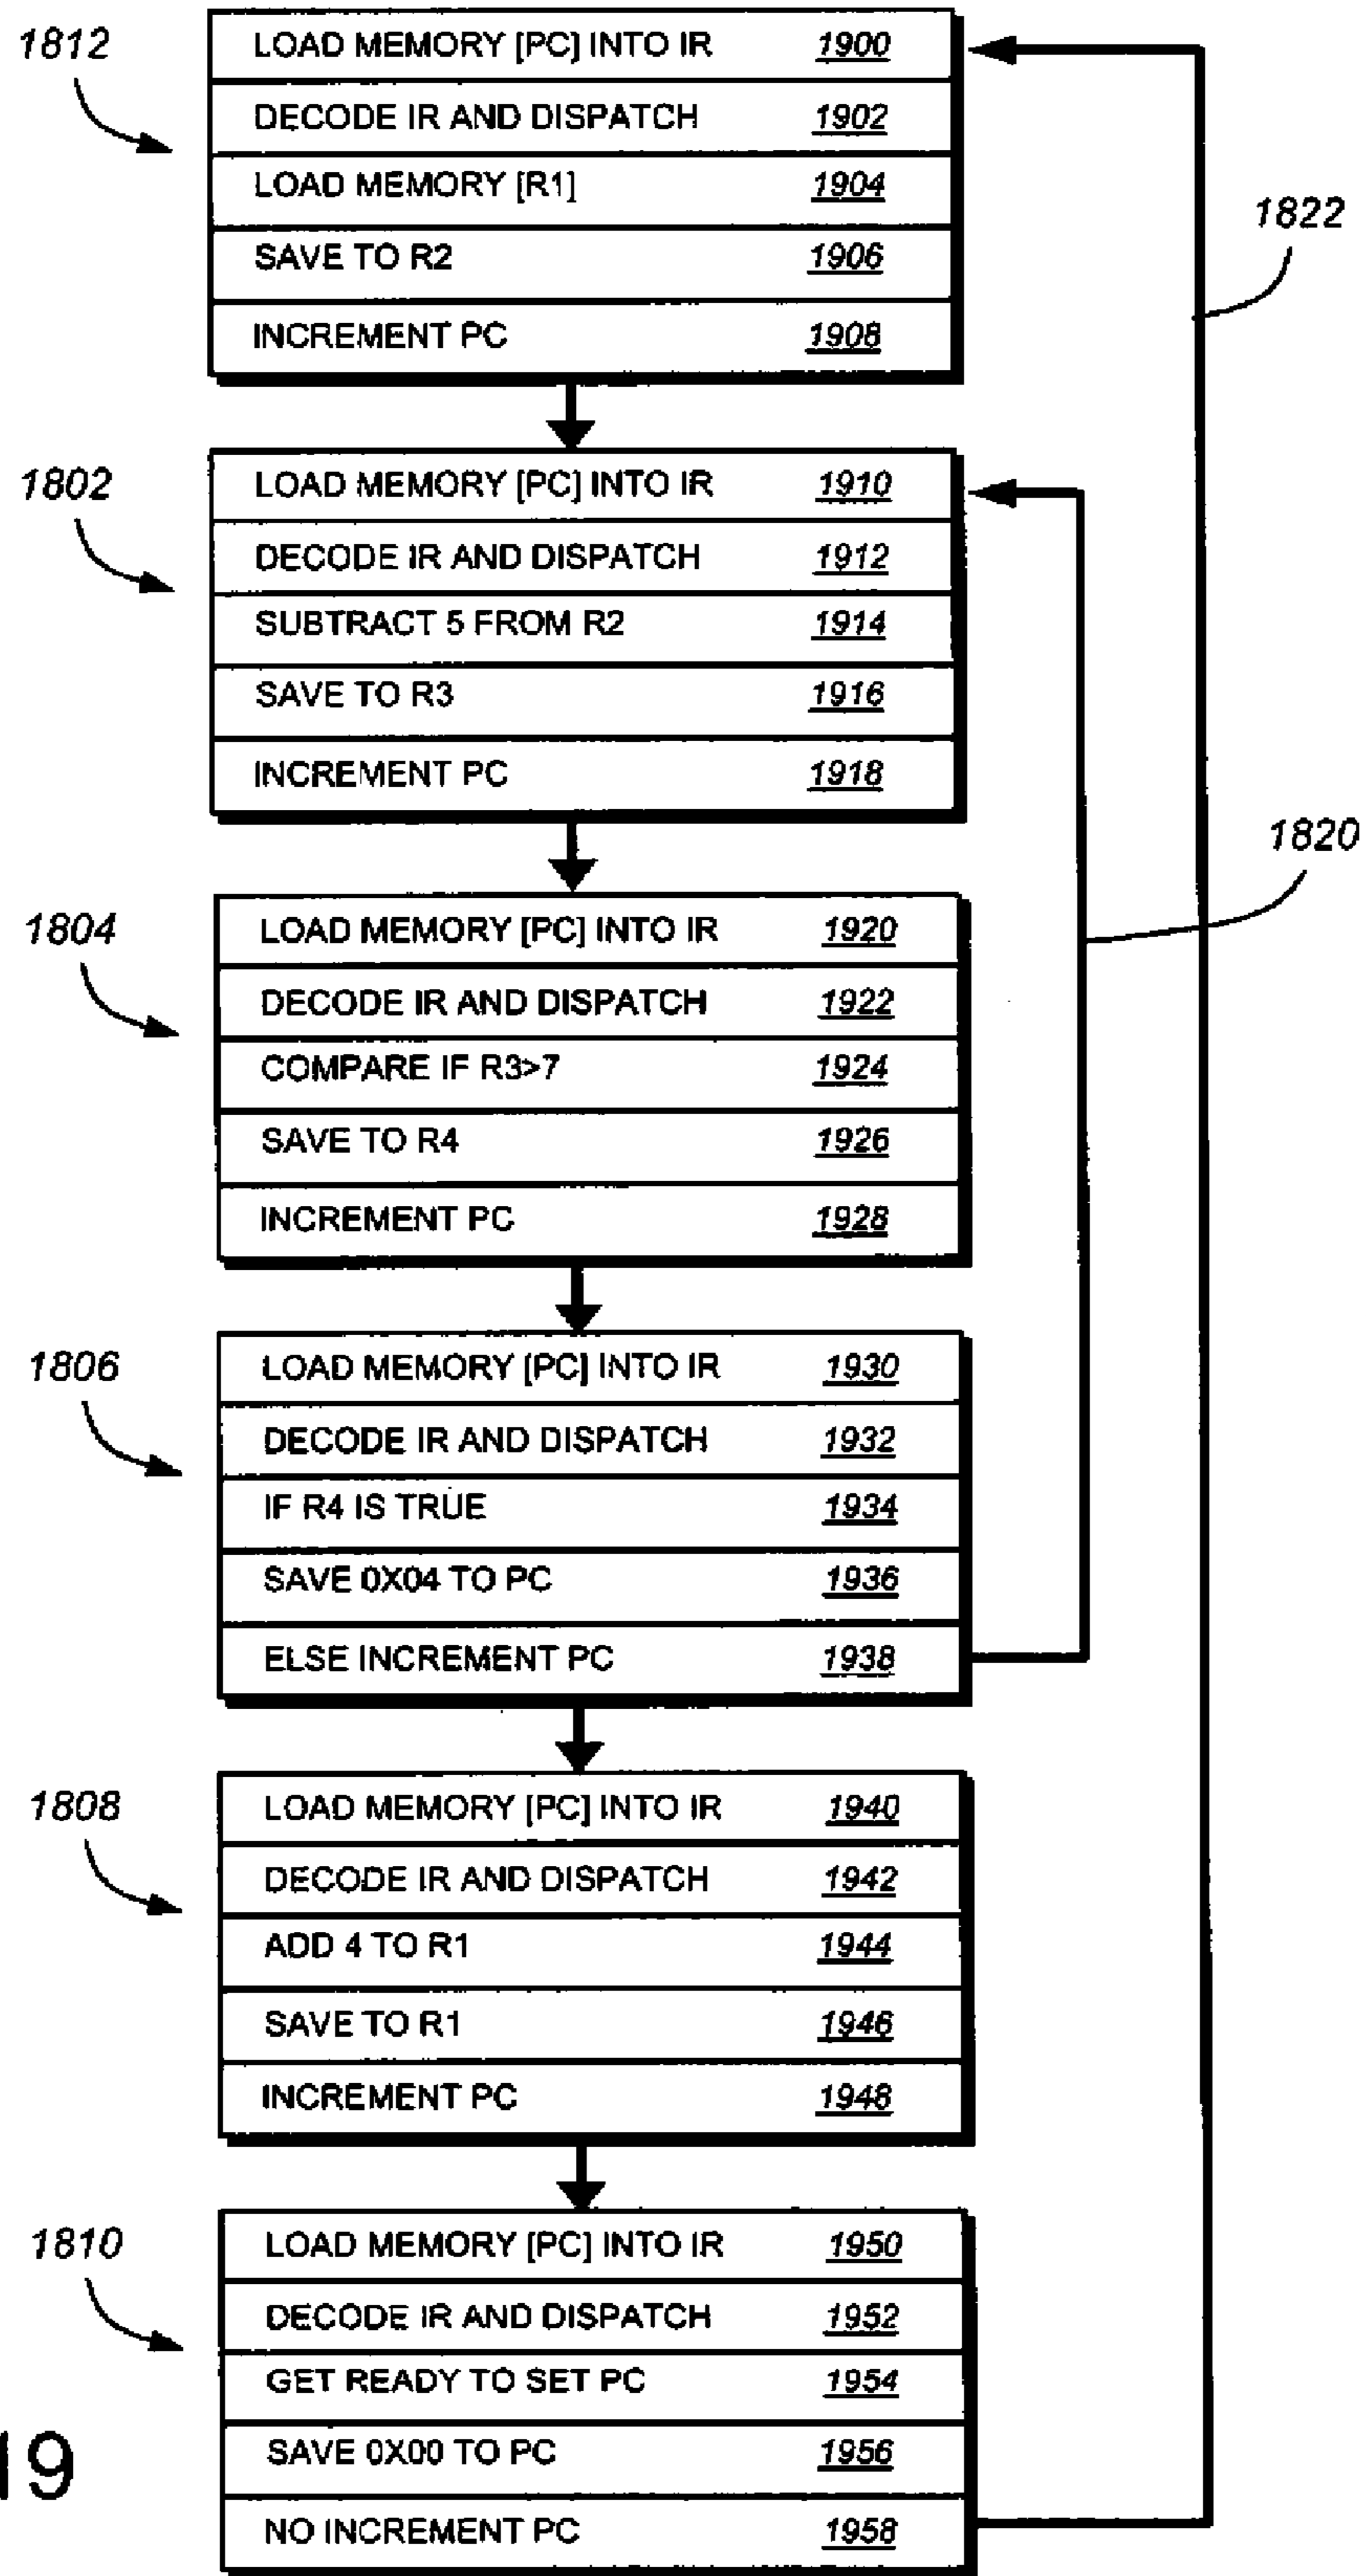 1812
LOAD MEMORY [PC] INTO IR 1900
DECODE IR AND DISPATCH 1902
LOAD MEMORY [R1] 1904
SAVE TO R2 1906
INCREMENT PC 1908
1822
1802
LOAD MEMORY [PC] INTO IR 1910
DECODE IR AND DISPATCH 1912
SUBTRACT 5 FROM R2 1914
SAVE TO R3 1916
INCREMENT PC 1918
1820
1804
LOAD MEMORY [PC] INTO IR 1920
DECODE IR AND DISPATCH 1922
COMPARE IF R3>7 1924
SAVE TO R4 1926
INCREMENT PC 1928
1806
LOAD MEMORY [PC] INTO IR 1930
DECODE IR AND DISPATCH 1932
IF R4 IS TRUE 1934
SAVE 0X04 TO PC 1936
ELSE INCREMENT PC 1938
1808
LOAD MEMORY [PC] INTO IR 1940
DECODE IR AND DISPATCH 1942
ADD 4 TO R1 1944
SAVE TO R1 1946
INCREMENT PC 1948
1810
LOAD MEMORY [PC] INTO IR 1950
DECODE IR AND DISPATCH 1952
GET READY TO SET PC 1954
SAVE 0X00 TO PC 1956
NO INCREMENT PC 1958
19